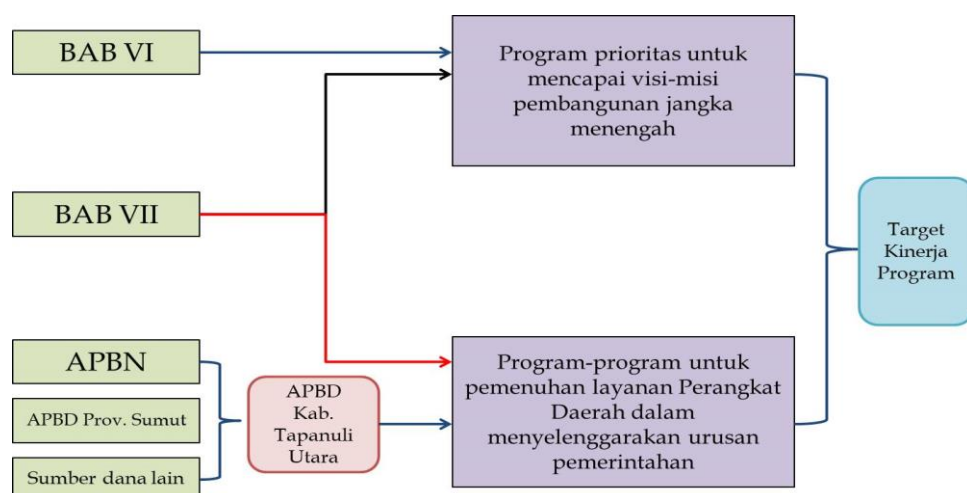 BAB VI
Program prioritas untuk
mencapai visi-misi
pembangunan jangka
menengah
BAB VII
Target
Kinerja
Program
APBN
APBD Prov. Sumut
Sumber dana lain
APBD
Kab.
Tapanuli
Utara
Program-program untuk
pemenuhan layanan Perangkat
Daerah dalam
menyelenggarakan urusan
pemerintahan